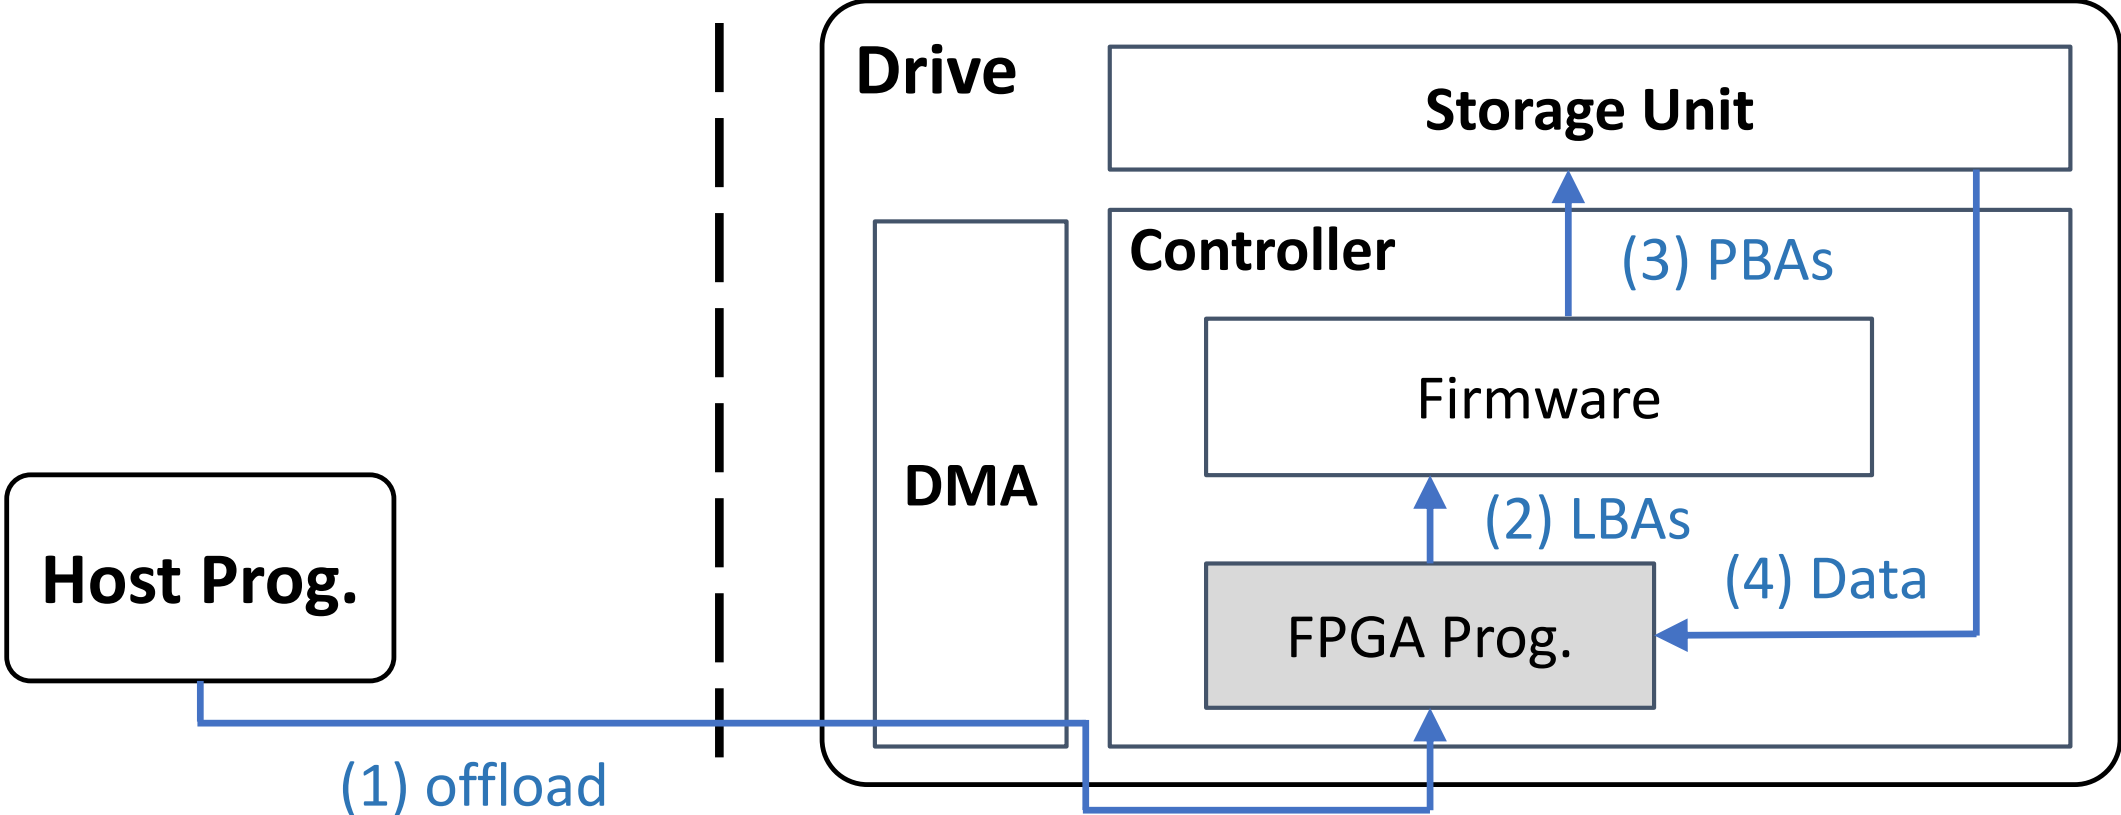 Drive
Storage Unit
Controller
(3) PBAs
Firmware
DMA
(2) LBAs
Host Prog.
(4) Data
FPGA Prog.
(1) offload